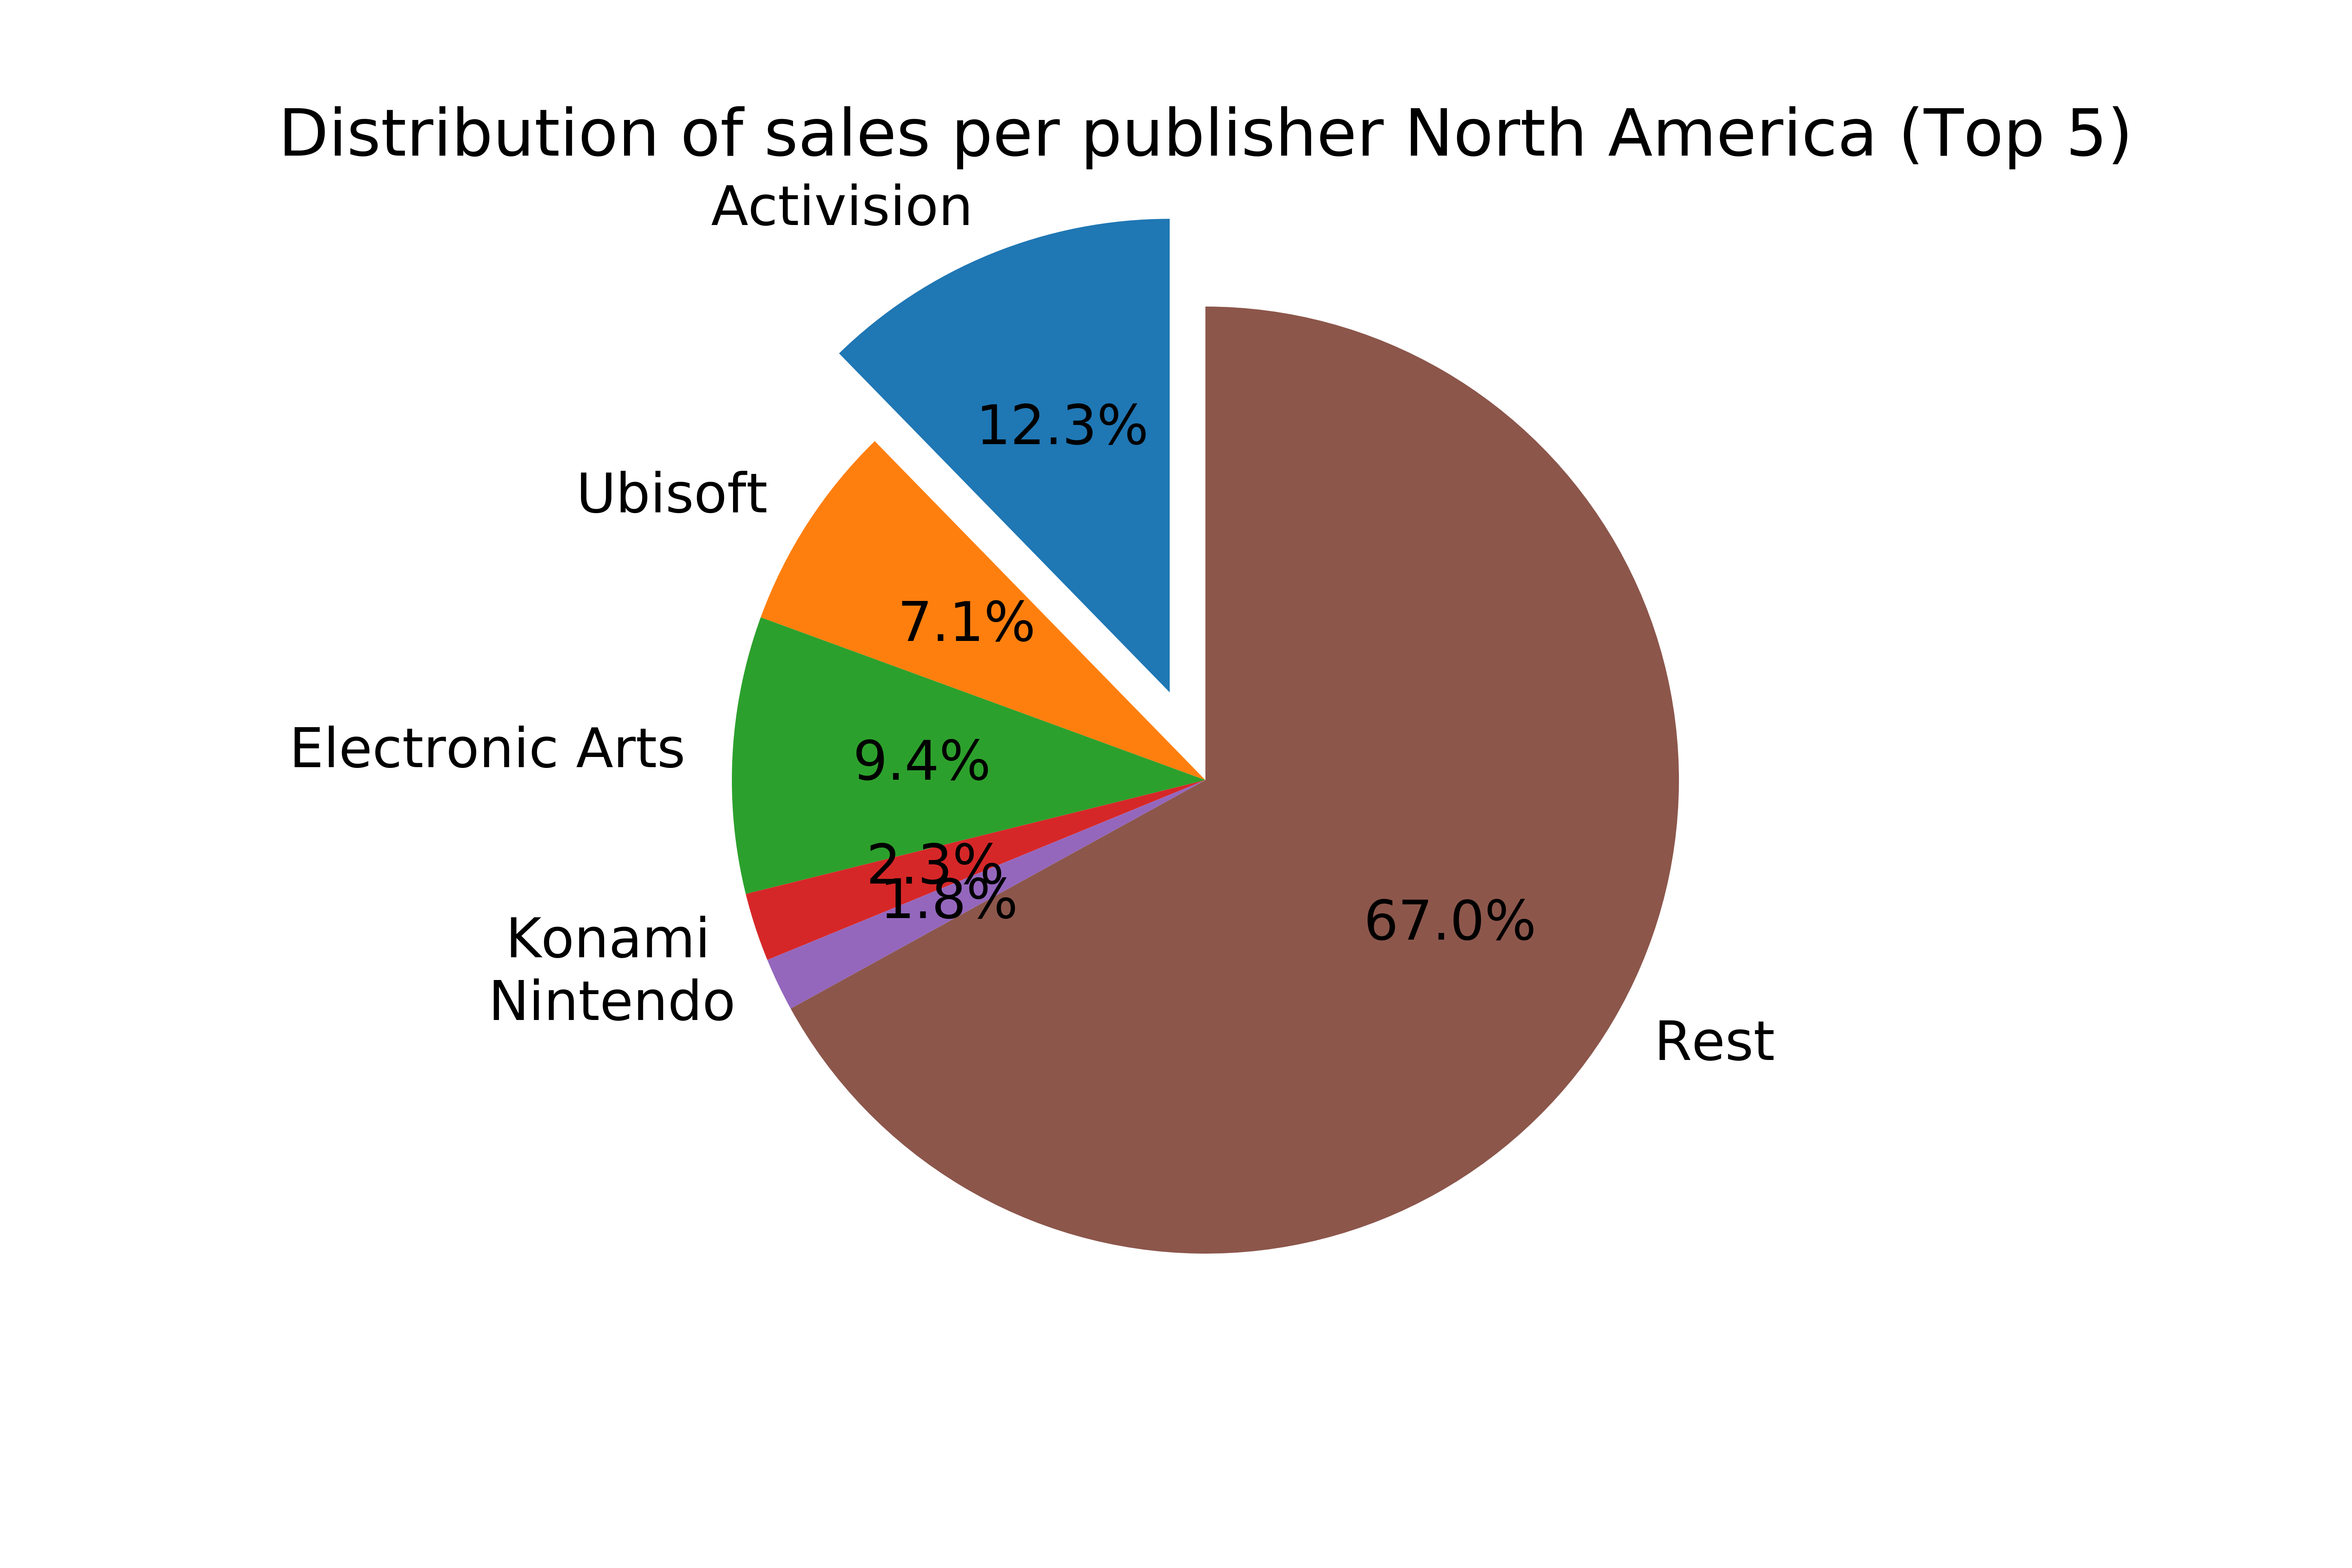 Distribution of sales per publisher North America (Top 5)
Activision
12.3%
Ubisoft
7.1%
Electronic Arts
9.4%
2.3%
1.8%
67.0%
Konami
Nintendo
Rest